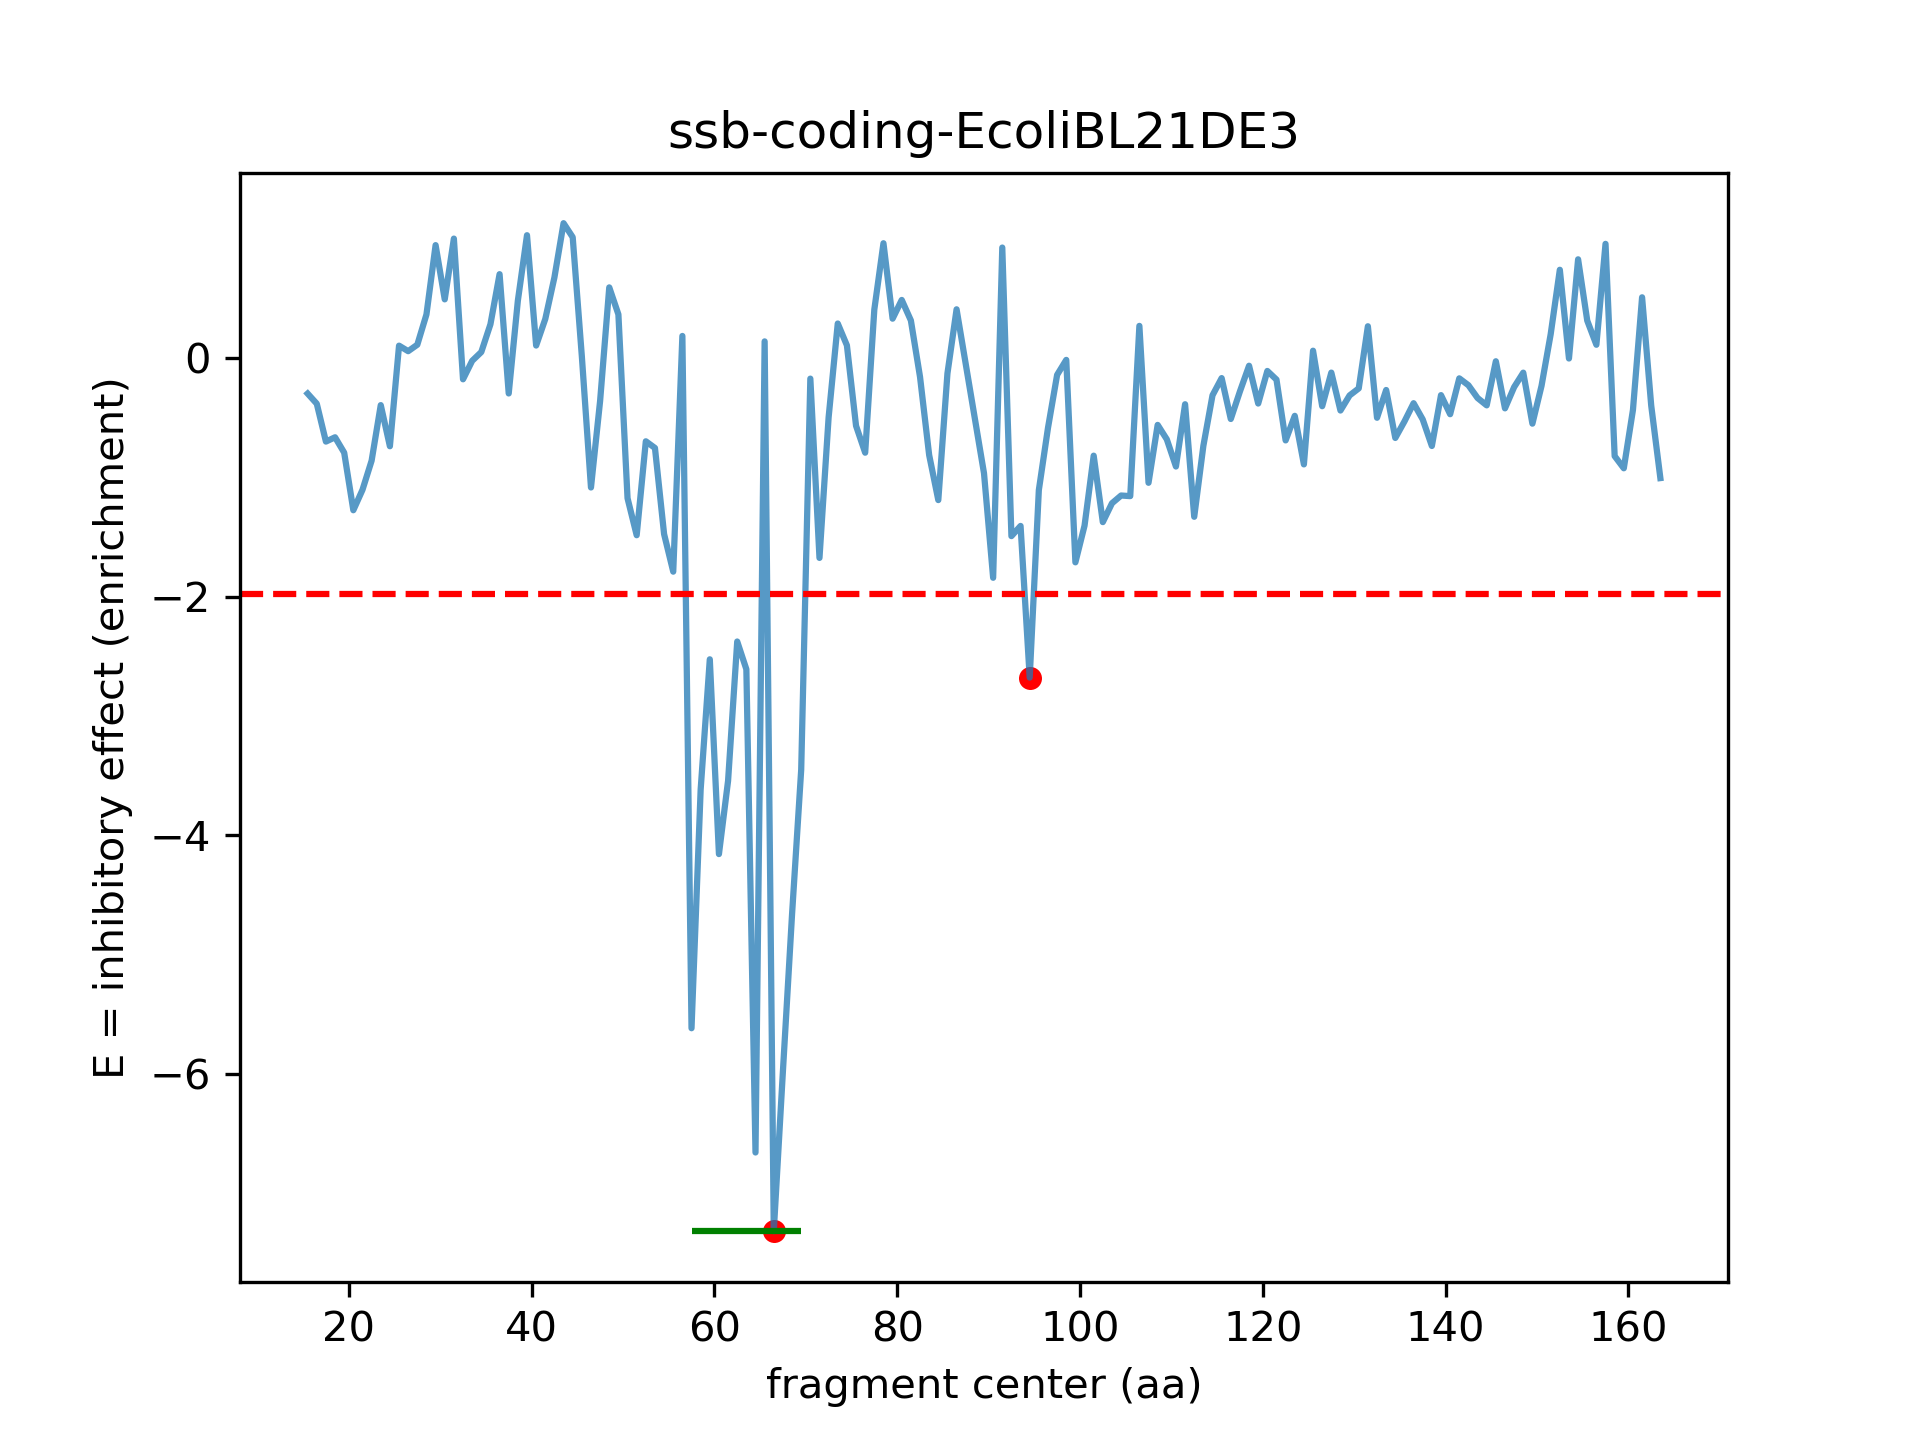 ssb-coding-EcoliBL21DE3
E = inhibitory effect (enrichment)
0
−2
−4
−6
20 40 60 80 100 120 140 160
fragment center (aa)